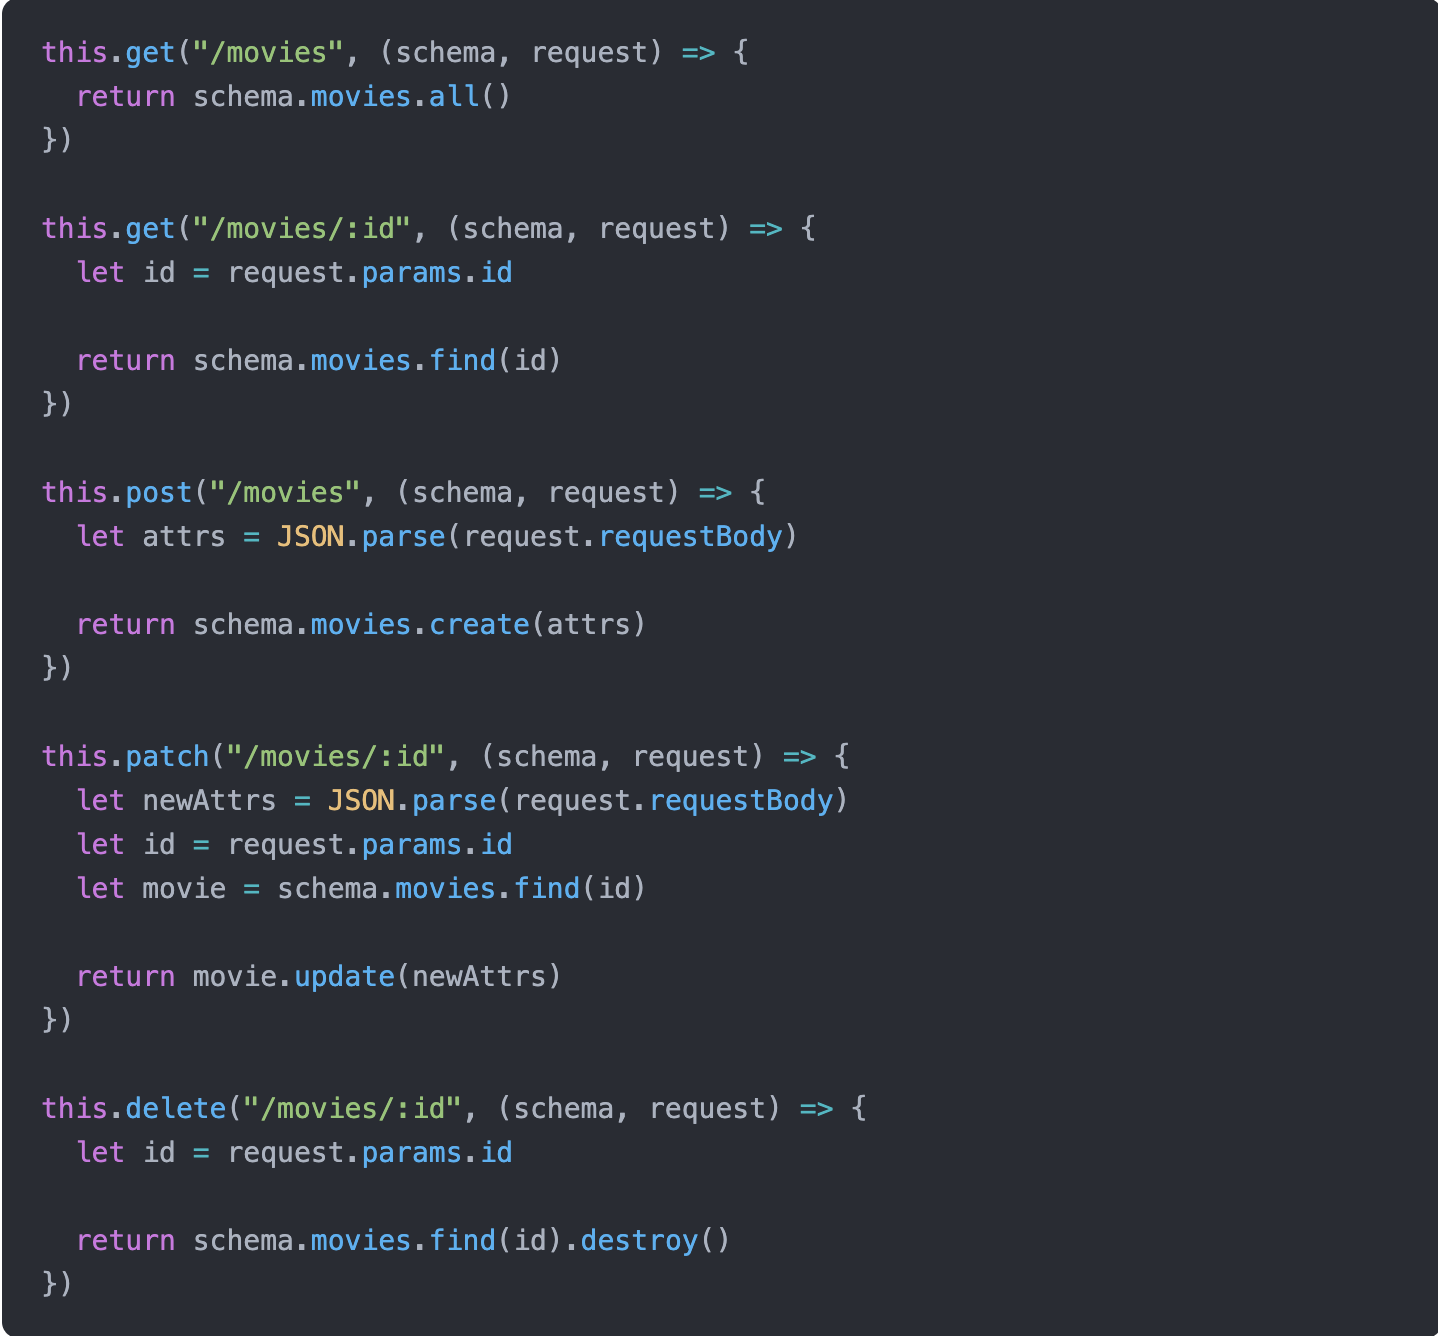 this.get("/movies", (schema, request) => {
  return schema.movies.all()
})

this.get("/movies/:id", (schema, request) => {
  let id = request.params.id

  return schema.movies.find(id)
})

this.post("/movies", (schema, request) => {
  let attrs = JSON.parse(request.requestBody)

  return schema.movies.create(attrs)
})

this.patch("/movies/:id", (schema, request) => {
  let newAttrs = JSON.parse(request.requestBody)
  let id = request.params.id
  let movie = schema.movies.find(id)

  return movie.update(newAttrs)
})

this.delete("/movies/:id", (schema, request) => {
  let id = request.params.id

  return schema.movies.find(id).destroy()
})